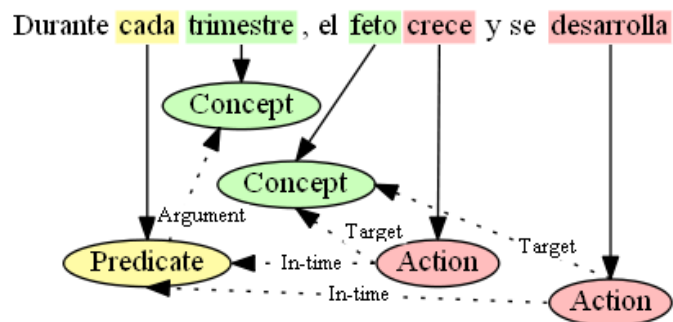 Durante cada trimestre , el feto crece y se desarrolla
Concept
Concept
Argument
Target
Target
Predicate
In-time
Action
In-time
Action